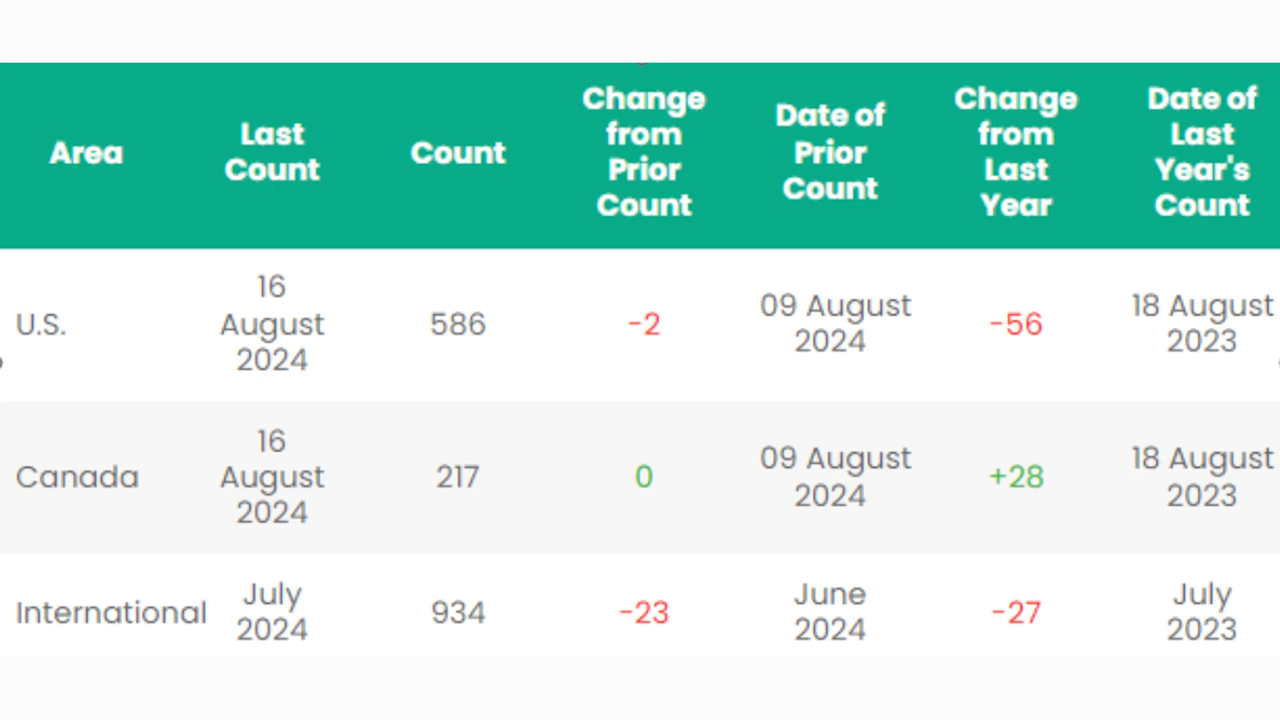 Area
Last
Count
Count
Change
from
Prior
Count
Date of
Prior
Count
Change
from
Last
Year
Date of
Last
Year's
Count
U.S.
16
August
2024
586
-2
09 August
2024
-56
18 August
2023
Canada
16
August
2024
217
0
09 August
2024
+28
18 August
2023
International
July
2024
934
-23
June
2024
-27
July
2023